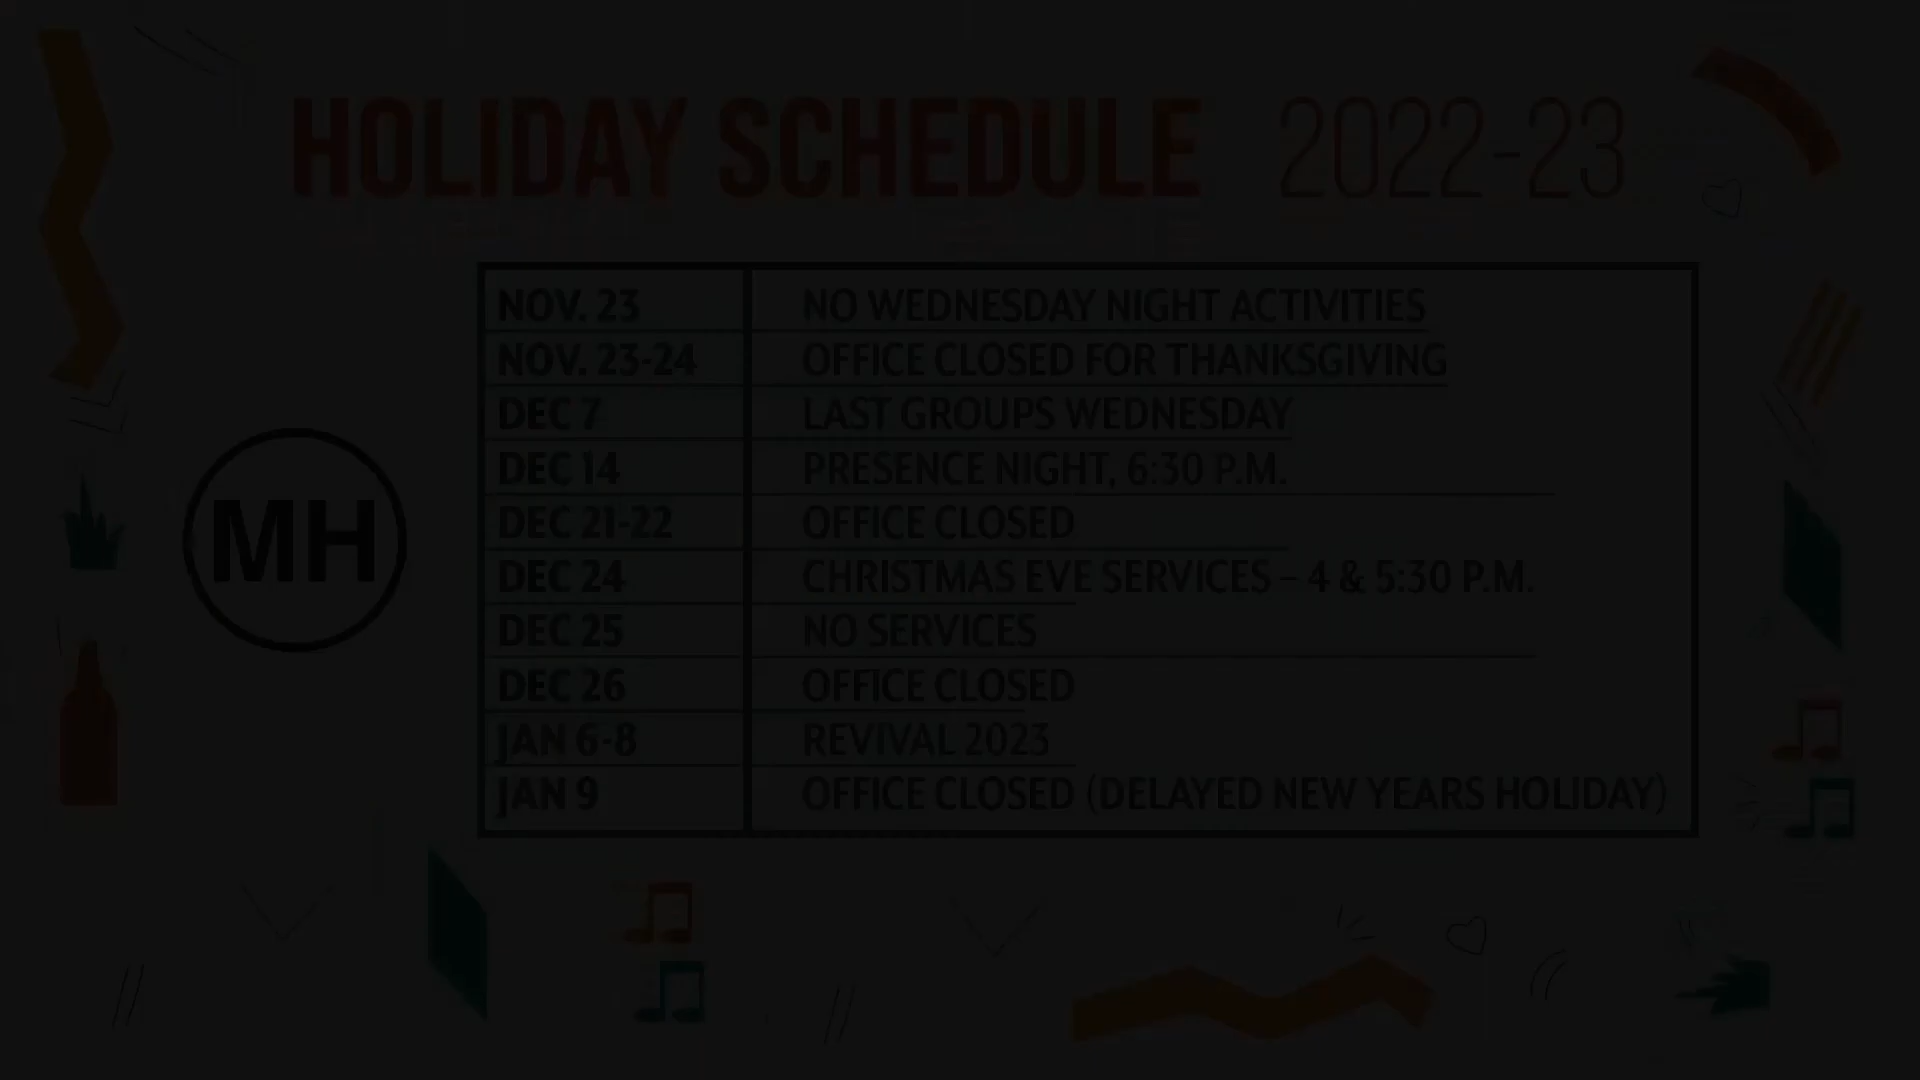 HOLIDAY SCHEDULE 2022-23
MH
NOV. 23 NO WEDNESDAY NIGHT ACTIVITIES
NOV. 23-24 OFFICE CLOSED FOR THANKSGIVING
DEC 7 LAST GROUPS WEDNESDAY
DEC 14 PRESENCE NIGHT, 6:30 P.M.
DEC 21-22 OFFICE CLOSED
DEC 24 CHRISTMAS EVE SERVICES – 4 & 5:30 P.M.
DEC 25 NO SERVICES
DEC 26 OFFICE CLOSED
JAN 6-8 REVIVAL 2023
JAN 9 OFFICE CLOSED (DELAYED NEW YEARS HOLIDAY)